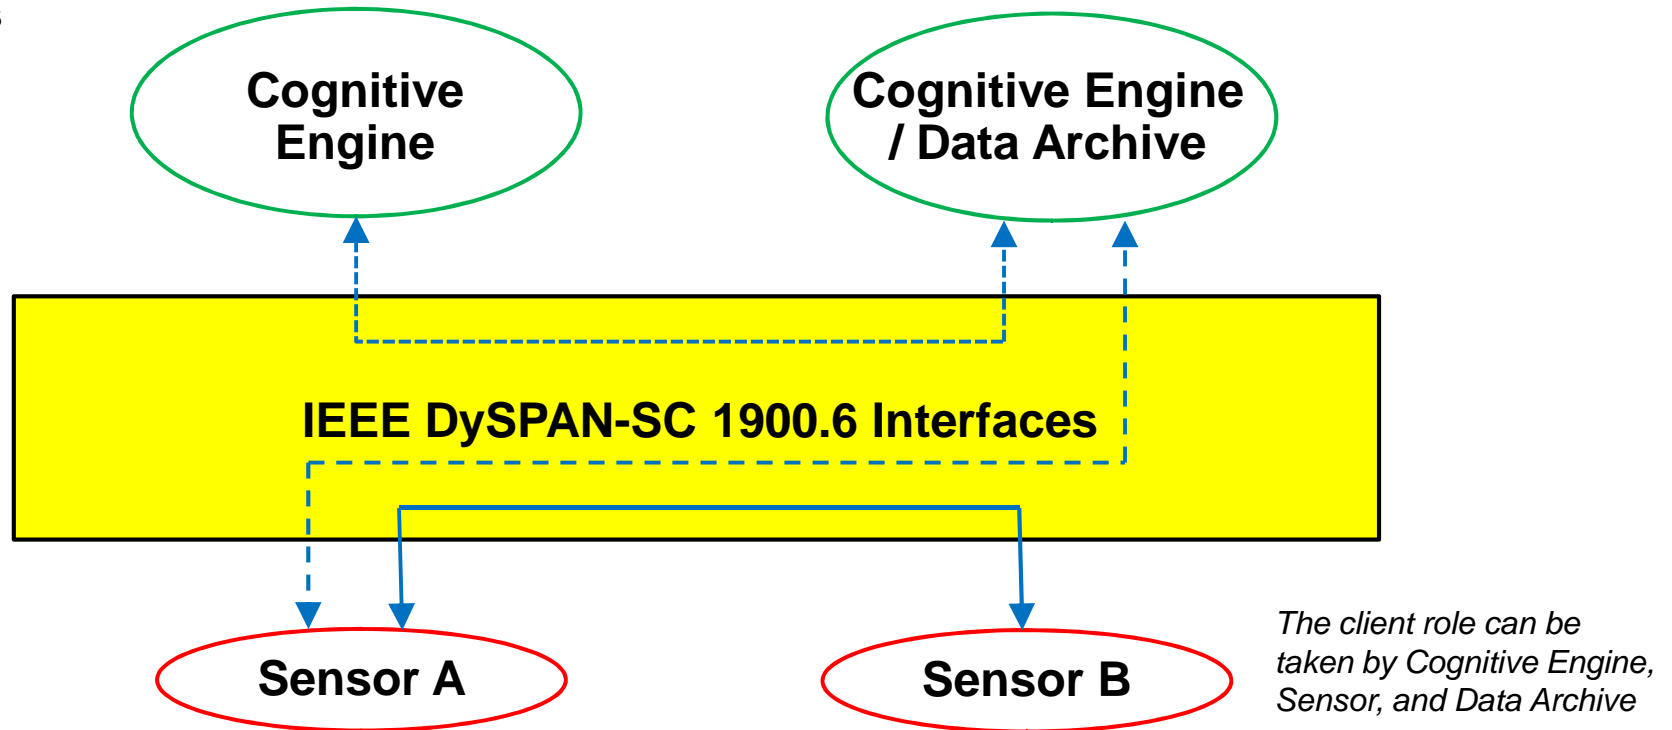 Cognitive
Engine
Cognitive Engine
/ Data Archive
IEEE DySPAN-SC 1900.6 Interfaces
Sensor A
Sensor B
The client role can be
taken by Cognitive Engine,
Sensor, and Data Archive